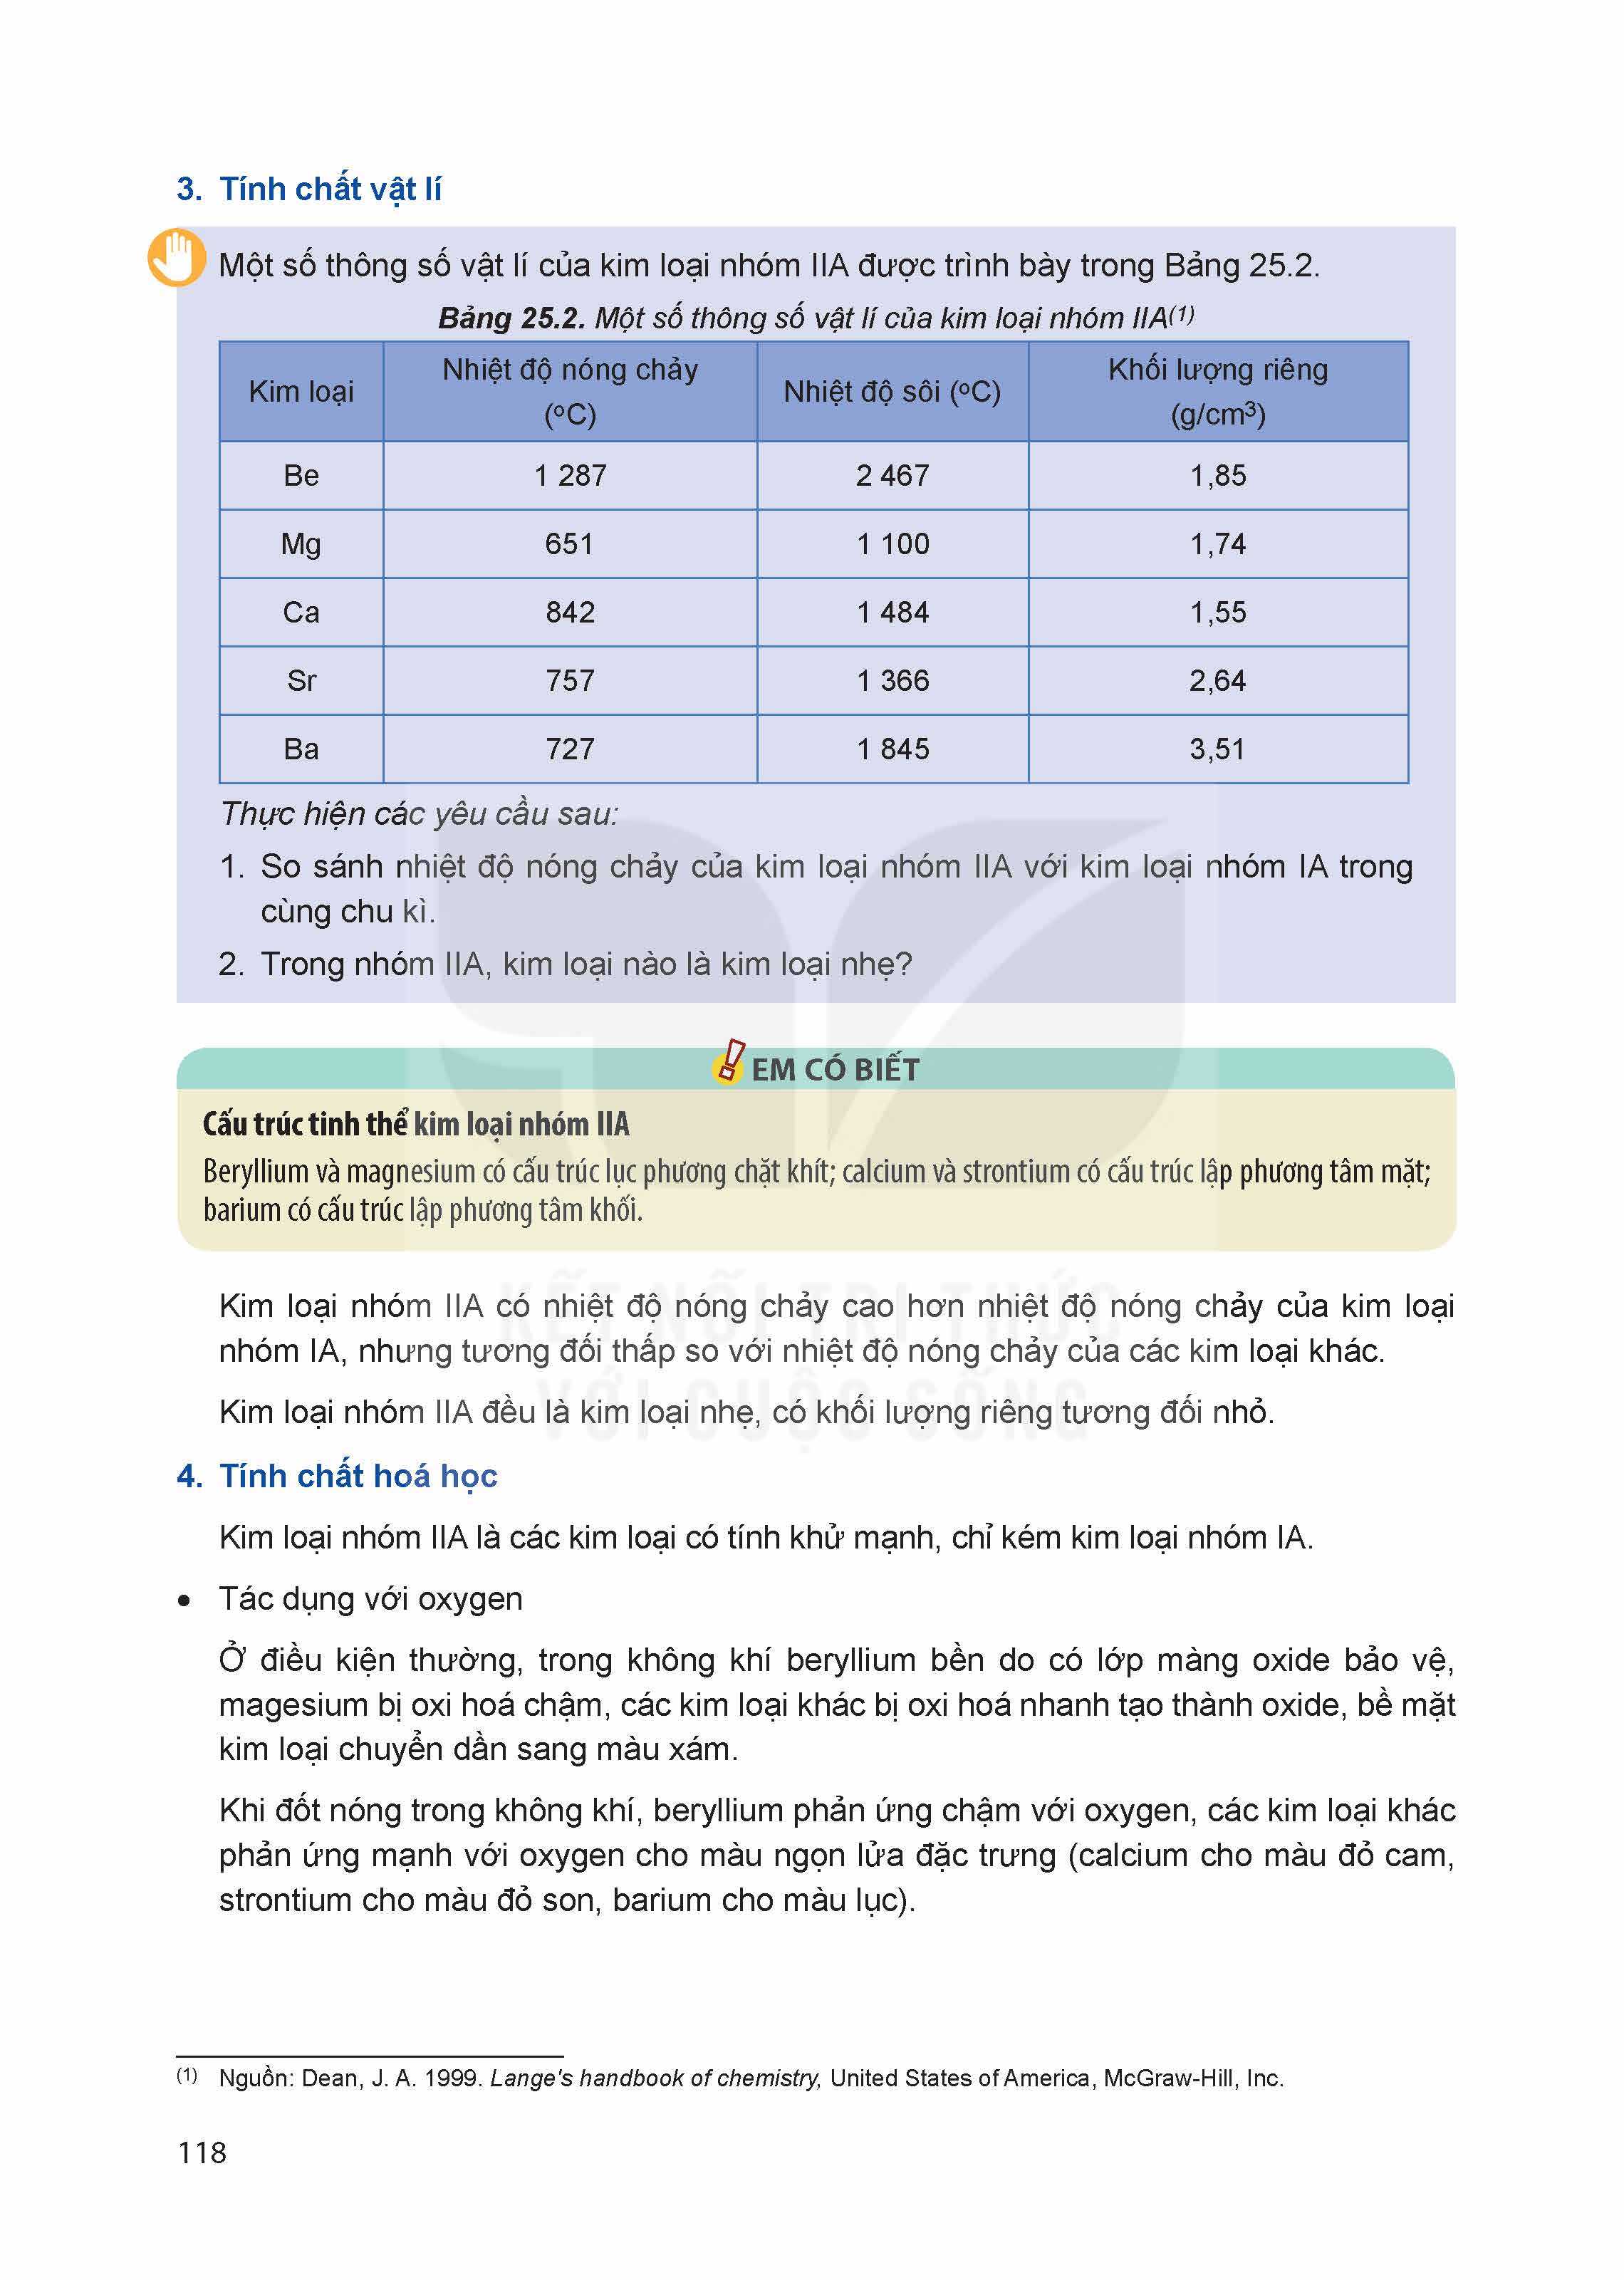 3. Tính chất vật lí
Một số thông số vật lí của kim loại nhóm IIA được trình bày trong Bảng 25.2.
Bảng 25.2. Một số thông số vật lí của kim loại nhóm IIA(1)
Kim loại Nhiệt độ nóng chảy (°C) Nhiệt độ sôi (°C) Khối lượng riêng (g/cm³)
Be 1 287 2 467 1,85
Mg 651 1 100 1,74
Ca 842 1 484 1,55
Sr 757 1 366 2,64
Ba 727 1 845 3,51
Thực hiện các yêu cầu sau:
1. So sánh nhiệt độ nóng chảy của kim loại nhóm IIA với kim loại nhóm IA trong
cùng chu kì.
2. Trong nhóm IIA, kim loại nào là kim loại nhẹ?
EM CÓ BIẾT
Cấu trúc tinh thể kim loại nhóm IIA
Beryllium và magnesium có cấu trúc lục phương chặt khít; calcium và strontium có cấu trúc lập phương tâm mặt;
barium có cấu trúc lập phương tâm khối.
KẾT NỐI TRI THỨC
VỚI CUỘC SỐNG
Kim loại nhóm IIA có nhiệt độ nóng chảy cao hơn nhiệt độ nóng chảy của kim loại
nhóm IA, nhưng tương đối thấp so với nhiệt độ nóng chảy của các kim loại khác.
Kim loại nhóm IIA đều là kim loại nhẹ, có khối lượng riêng tương đối nhỏ.
4. Tính chất hoá học
Kim loại nhóm IIA là các kim loại có tính khử mạnh, chỉ kém kim loại nhóm IA.
• Tác dụng với oxygen
Ở điều kiện thường, trong không khí beryllium bền do có lớp màng oxide bảo vệ,
magesium bị oxi hoá chậm, các kim loại khác bị oxi hoá nhanh tạo thành oxide, bề mặt
kim loại chuyển dần sang màu xám.
Khi đốt nóng trong không khí, beryllium phản ứng chậm với oxygen, các kim loại khác
phản ứng mạnh với oxygen cho màu ngọn lửa đặc trưng (calcium cho màu đỏ cam,
strontium cho màu đỏ son, barium cho màu lục).
(1) Nguồn: Dean, J. A. 1999. Lange's handbook of chemistry, United States of America, McGraw-Hill, Inc.
118